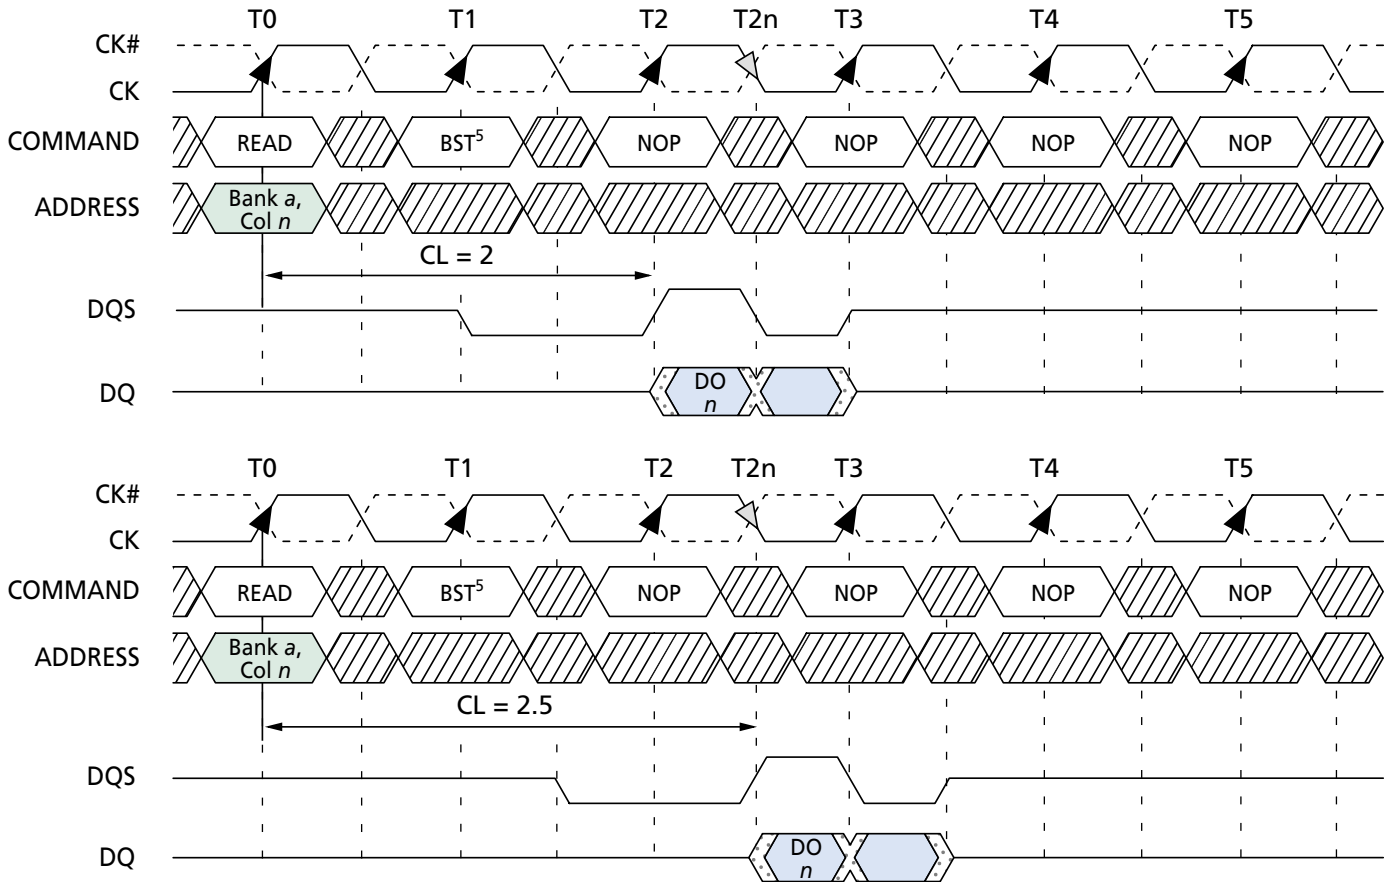 T0 T1 T2 T2n T3 T4 T5
CK#
CK
COMMAND READ BST⁵ NOP NOP NOP NOP
ADDRESS Bank a,
Col n
CL = 2
DQS
DQ DO
n
T0 T1 T2 T2n T3 T4 T5
CK#
CK
COMMAND READ BST⁵ NOP NOP NOP NOP
ADDRESS Bank a,
Col n
CL = 2.5
DQS
DQ DO
n